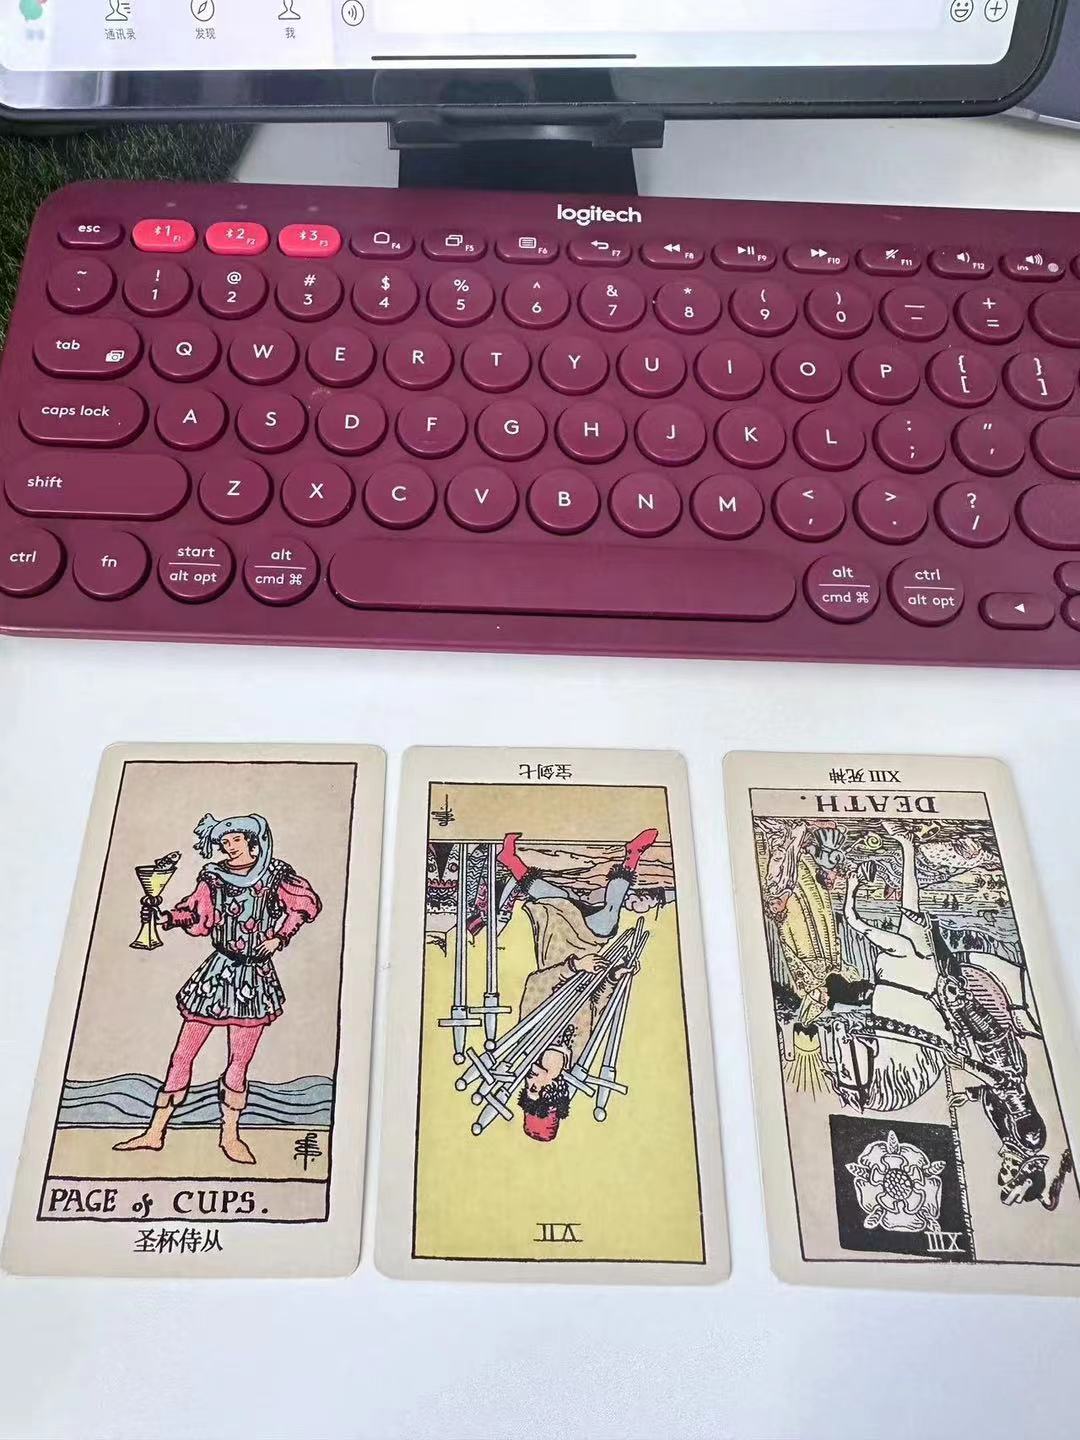 通讯录 发现 我
logitech
esc 1 F1 2 F2 3 F3 F4 F5 F6 F7 F8 F9 F10 F11 F12 ins
~ ` ! 1 @ 2 # 3 $ 4 % 5 ^ 6 & 7 * 8 ( 9 ) 0 — - + =
tab Q W E R T Y U I O P { [ } ]
caps lock A S D F G H J K L : ; " '
shift Z X C V B N M < , > . ? /
ctrl fn start alt opt alt cmd ⌘ alt cmd ⌘ ctrl alt opt
PAGE of CUPS.
圣杯侍从
宝剑七
VII
XIII 死神
DEATH.
XIII